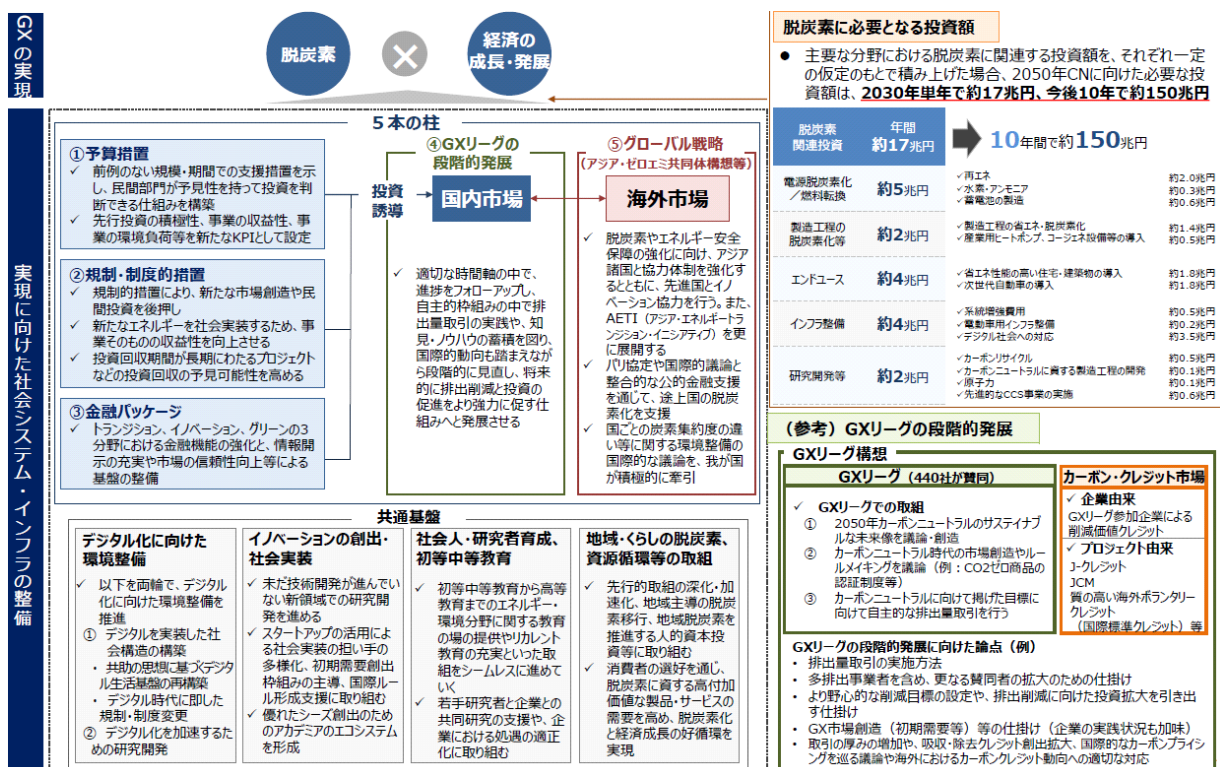 GXの実現
脱炭素
×
経済の
成長・発展
実現に向けた社会システム・インフラの整備
5本の柱
①予算措置
✓ 前例のない規模・期間での支援措置を示
し、民間部門が予見性を持って投資を判
断できる仕組みを構築
✓ 先行投資の積極性、事業の収益性、事
業の環境負荷等を新たなKPIとして設定
②規制・制度的措置
✓ 規制的措置により、新たな市場創造や民
間投資を後押し
✓ 新たなエネルギーを社会実装するため、事
業そのものの収益性を向上させる
✓ 投資回収期間が長期にわたるプロジェクト
などの投資回収の予見可能性を高める
③金融パッケージ
✓ トランジション、イノベーション、グリーンの3
分野における金融機能の強化と、情報開
示の充実や市場の信頼性向上等による
基盤の整備
投資
誘導
④GXリーグの
段階的発展
国内市場
✓ 適切な時間軸の中で、
進捗をフォローアップし、
自主的枠組みの中で排
出量取引の実践や、知
見・ノウハウの蓄積を図り、
国際的動向も踏まえなが
ら段階的に見直し、将来
的に排出削減と投資の
促進をより強力に促す仕
組みへと発展させる
⑤グローバル戦略
（アジア・ゼロエミ共同体構想等）
海外市場
✓ 脱炭素やエネルギー安全
保障の強化に向け、アジア
諸国と協力体制を強化す
るとともに、先進国とイノ
ベーション協力を行う。また、
AETI（アジア・エネルギートラ
ンジション・イニシアティブ）を更
に展開する
✓ パリ協定や国際的議論と
整合的な公的金融支援
を通じて、途上国の脱炭
素化を支援
✓ 国ごとの炭素集約度の違
い等に関する環境整備の
国際的な議論を、我が国
が積極的に牽引
共通基盤
デジタル化に向けた
環境整備
✓ 以下を両輪で、デジタル
化に向けた環境整備を
推進
① デジタルを実装した社
会構造の構築
・ 共助の思想に基づくデジタ
ル生活基盤の再構築
・ デジタル時代に即した
規制・制度変更
② デジタル化を加速するた
めの研究開発
イノベーションの創出・
社会実装
✓ 未だ技術開発が進んでい
ない新領域での研究開
発を進める
✓ スタートアップの活用によ
る社会実装の担い手の
多様化、初期需要創出
枠組みの主導、国際ルー
ル形成支援に取り組む
✓ 優れたシーズ創出のため
のアカデミアのエコシステム
を形成
社会人・研究者育成、
初等中等教育
✓ 初等中等教育から高等
教育までのエネルギー・
環境分野に関する教育
の場の提供やリカレント
教育の充実といった取
組をシームレスに進めて
いく
✓ 若手研究者と企業との
共同研究の支援や、企
業における処遇の適正
化に取り組む
地域・くらしの脱炭素、
資源循環等の取組
✓ 先行的取組の深化・加
速化、地域主導の脱炭
素移行、地域脱炭素を
推進する人的資本投
資等に取り組む
✓ 消費者の選好を通じ、
脱炭素に資する高付加
価値な製品・サービスの
需要を高め、脱炭素化
と経済成長の好循環を
実現
脱炭素に必要となる投資額
● 主要な分野における脱炭素に関連する投資額を、それぞれ一定
の仮定のもとで積み上げた場合、2050年CNに向けた必要な投
資額は、2030年単年で約17兆円、今後10年で約150兆円
脱炭素
関連投資
年間
約17兆円
10年間で約150兆円
電源脱炭素化
／燃料転換
約5兆円
✓再エネ 約2.0兆円
✓水素・アンモニア 約0.3兆円
✓蓄電池の製造 約0.6兆円
製造工程の
脱炭素化等
約2兆円
✓製造工程の省エネ・脱炭素化 約1.4兆円
✓産業用ヒートポンプ、コージェネ設備等の導入 約0.5兆円
エンドユース
約4兆円
✓省エネ性能の高い住宅・建築物の導入 約1.8兆円
✓次世代自動車の導入 約1.8兆円
インフラ整備
約4兆円
✓系統増強費用 約0.5兆円
✓電動車用インフラ整備 約0.2兆円
✓デジタル社会への対応 約3.5兆円
研究開発等
約2兆円
✓カーボンリサイクル 約0.5兆円
✓カーボンニュートラルに資する製造工程の開発 約0.1兆円
✓原子力 約0.1兆円
✓先進的なCCS事業の実施 約0.6兆円
（参考）GXリーグの段階的発展
GXリーグ構想
GXリーグ（440社が賛同）
✓ GXリーグでの取組
① 2050年カーボンニュートラルのサステイナブ
ルな未来像を議論・創造
② カーボンニュートラル時代の市場創造やルー
ルメイキングを議論（例：CO2ゼロ商品の
認証制度等）
③ カーボンニュートラルに向けて掲げた目標に
向けて自主的な排出量取引を行う
カーボン・クレジット市場
✓ 企業由来
GXリーグ参加企業による
削減価値クレジット
✓ プロジェクト由来
J-クレジット
JCM
質の高い海外ボランタリー
クレジット
（国際標準クレジット）等
GXリーグの段階的発展に向けた論点（例）
• 排出量取引の実施方法
• 多排出事業者を含め、更なる賛同者の拡大のための仕掛け
• より野心的な削減目標の設定や、排出削減に向けた投資拡大を引き出
す仕掛け
• GX市場創造（初期需要等）等の仕掛け（企業の実践状況も加味）
• 取引の厚みの増加や、吸収・除去クレジット創出拡大、国際的なカーボンプライシ
ングを巡る議論や海外におけるカーボンクレジット動向への適切な対応